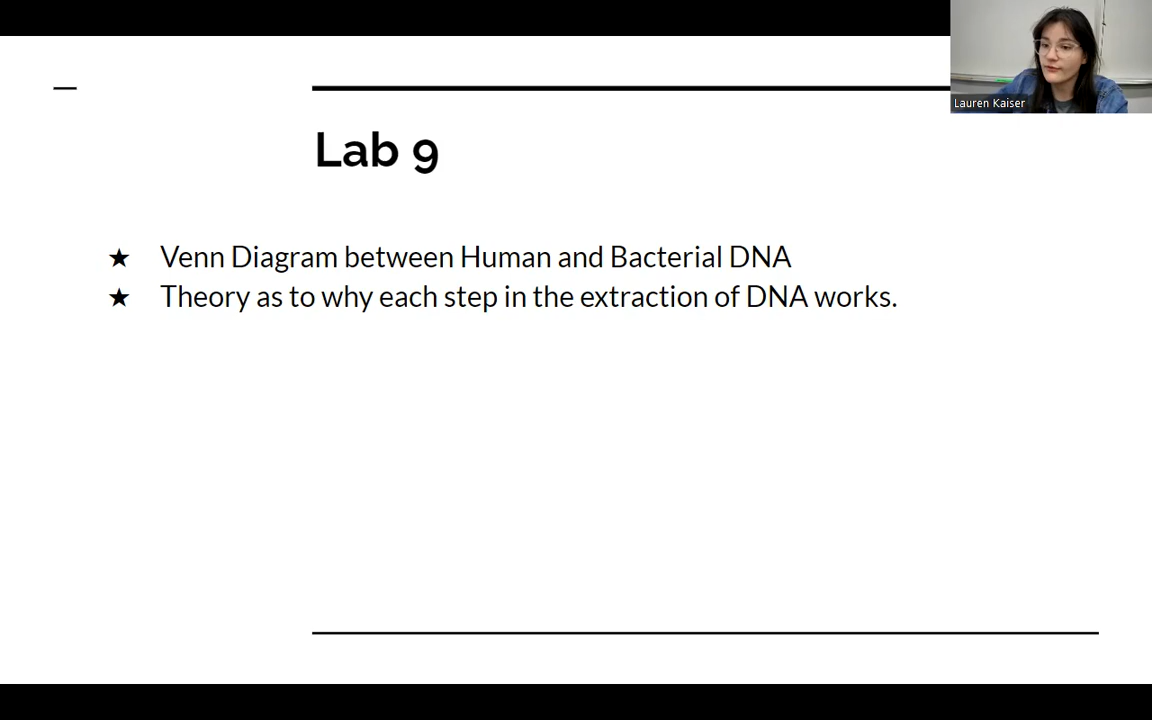 Lauren Kaiser
Lab 9
★ Venn Diagram between Human and Bacterial DNA
★ Theory as to why each step in the extraction of DNA works.